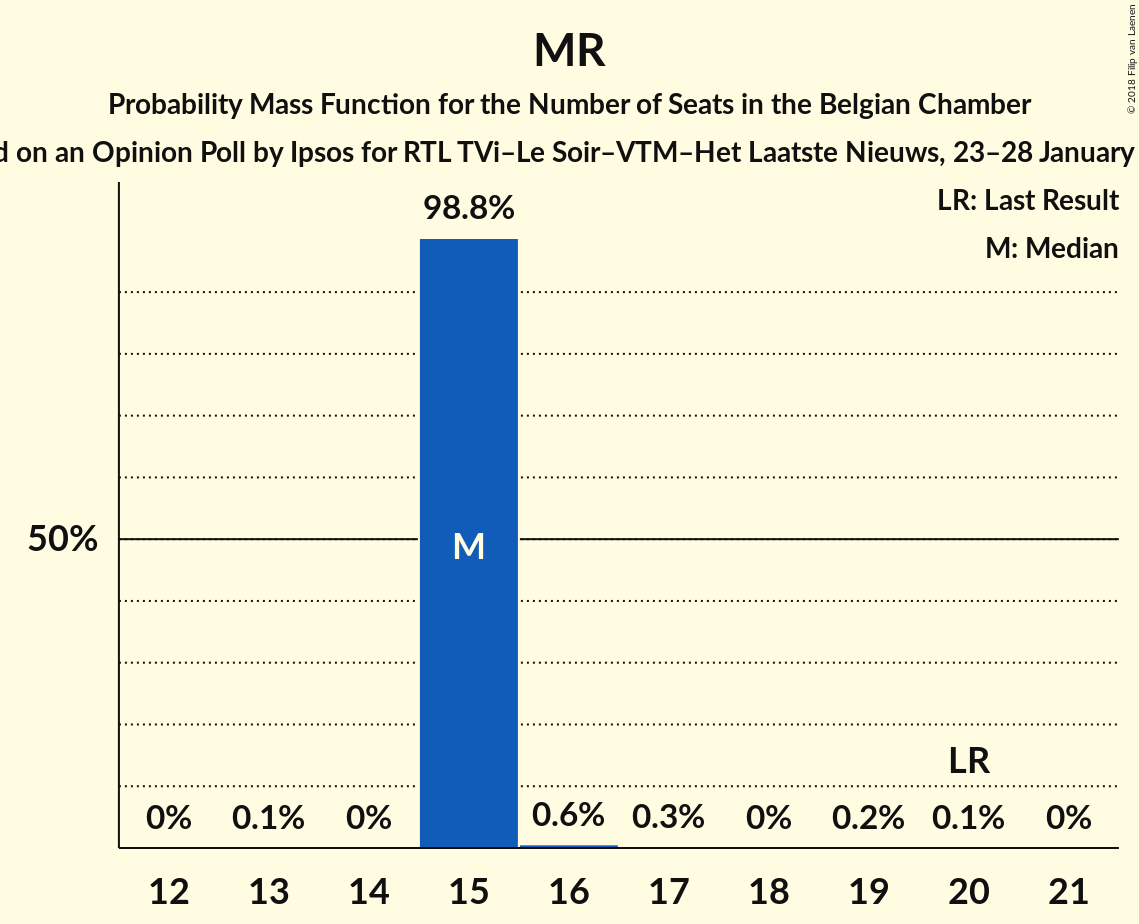 MR
Probability Mass Function for the Number of Seats in the Belgian Chamber
on an Opinion Poll by Ipsos for RTL TVi–Le Soir–VTM–Het Laatste Nieuws, 23–28 January
© 2018 Filip van Laenen
LR: Last Result
M: Median
98.8%
50%
M
LR
0% 0.1% 0% 0.6% 0.3% 0% 0.2% 0.1% 0%
12 13 14 15 16 17 18 19 20 21